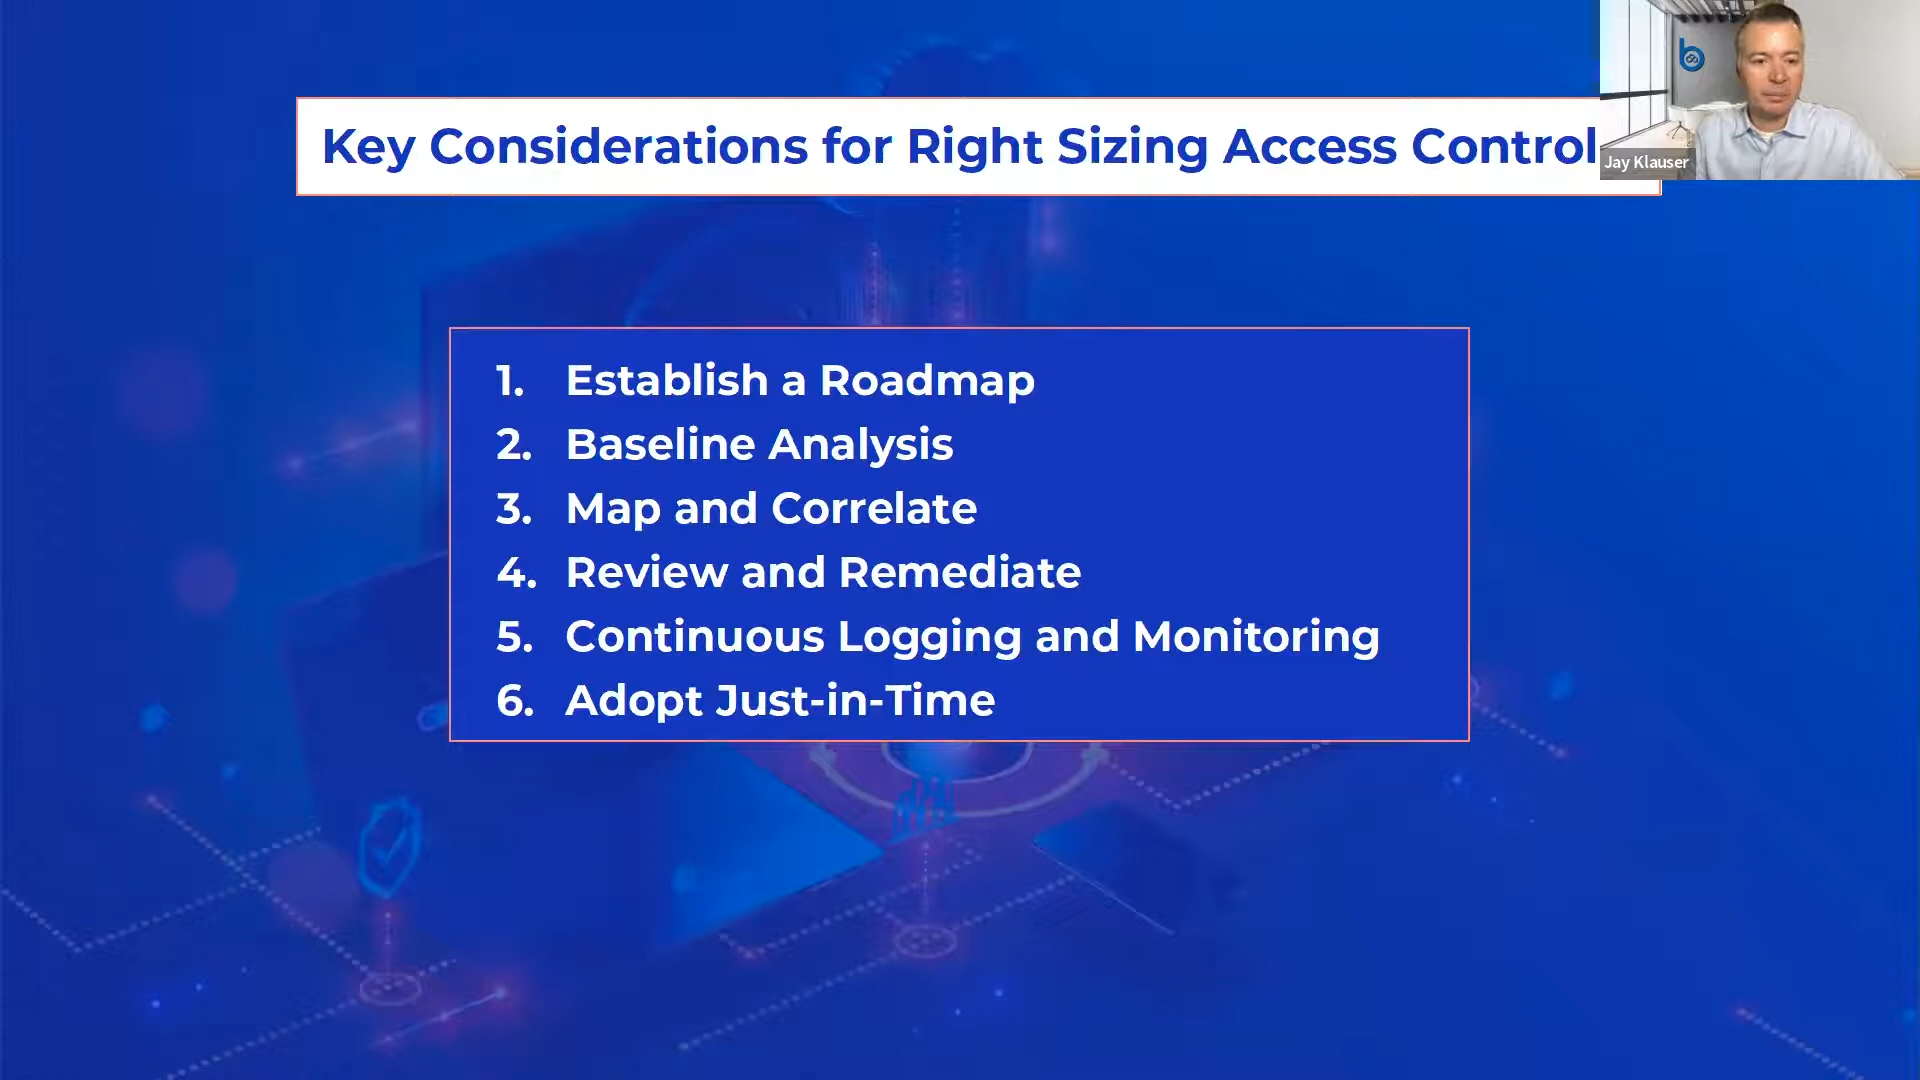 Key Considerations for Right Sizing Access Control
Jay Klauser
1. Establish a Roadmap
2. Baseline Analysis
3. Map and Correlate
4. Review and Remediate
5. Continuous Logging and Monitoring
6. Adopt Just-in-Time